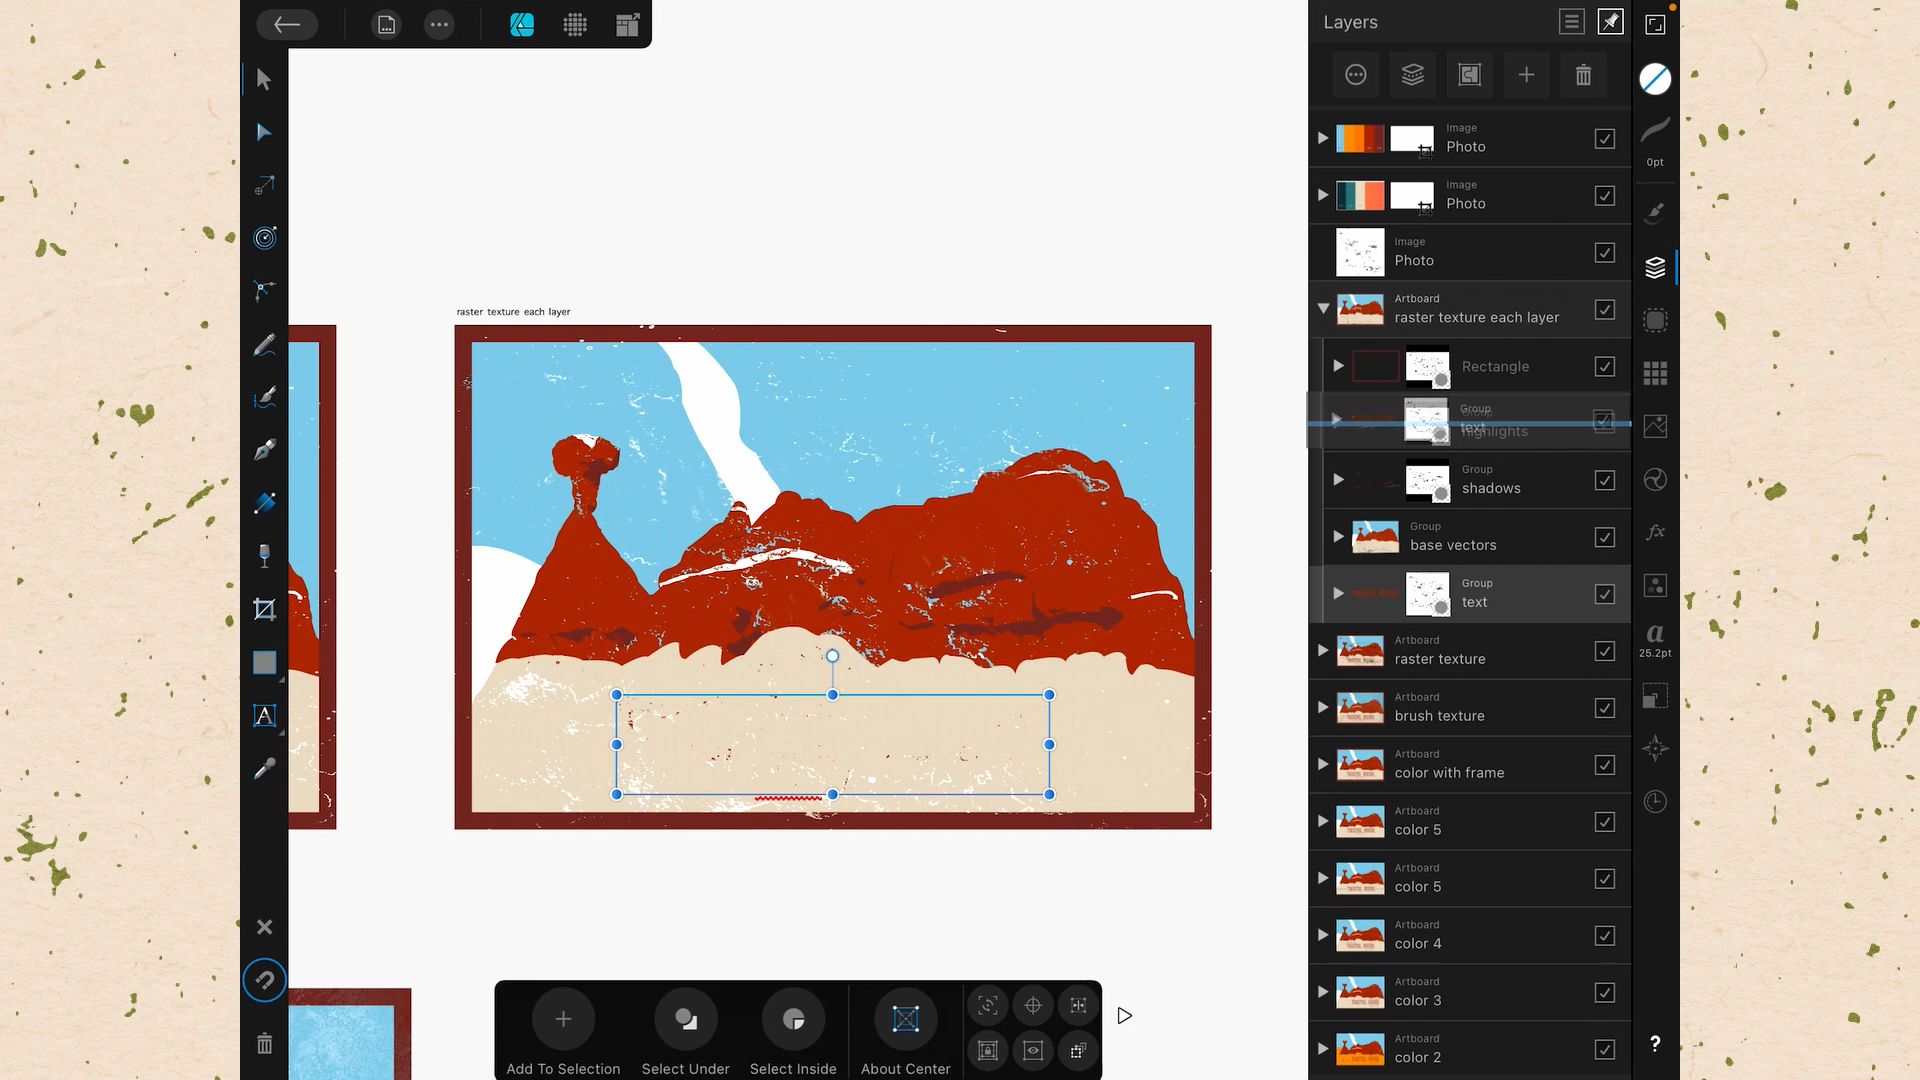 Layers
Image
Photo
0pt
Image
Photo
Image
Photo
Artboard
raster texture each layer
raster texture each layer
Rectangle
Group
text
highlights
Group
shadows
Group
base vectors
Group
text
Artboard
raster texture
a
25.2pt
Artboard
brush texture
Artboard
color with frame
Artboard
color 5
Artboard
color 5
Artboard
color 4
Artboard
color 3
Artboard
color 2
A
fx
?
Add To Selection
Select Under
Select Inside
About Center